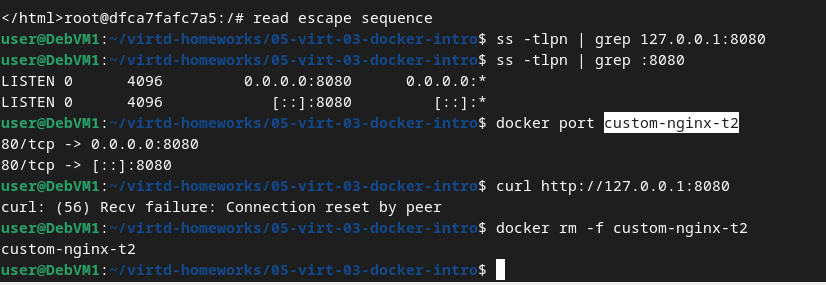 </html>root@dfca7fafc7a5:/# read escape sequence
user@DebVM1:~/virtd-homeworks/05-virt-03-docker-intro$ ss -tlpn | grep 127.0.0.1:8080
user@DebVM1:~/virtd-homeworks/05-virt-03-docker-intro$ ss -tlpn | grep :8080
LISTEN 0      4096         0.0.0.0:8080      0.0.0.0:*
LISTEN 0      4096            [::]:8080         [::]:*
user@DebVM1:~/virtd-homeworks/05-virt-03-docker-intro$ docker port custom-nginx-t2
80/tcp -> 0.0.0.0:8080
80/tcp -> [::]:8080
user@DebVM1:~/virtd-homeworks/05-virt-03-docker-intro$ curl http://127.0.0.1:8080
curl: (56) Recv failure: Connection reset by peer
user@DebVM1:~/virtd-homeworks/05-virt-03-docker-intro$ docker rm -f custom-nginx-t2
custom-nginx-t2
user@DebVM1:~/virtd-homeworks/05-virt-03-docker-intro$